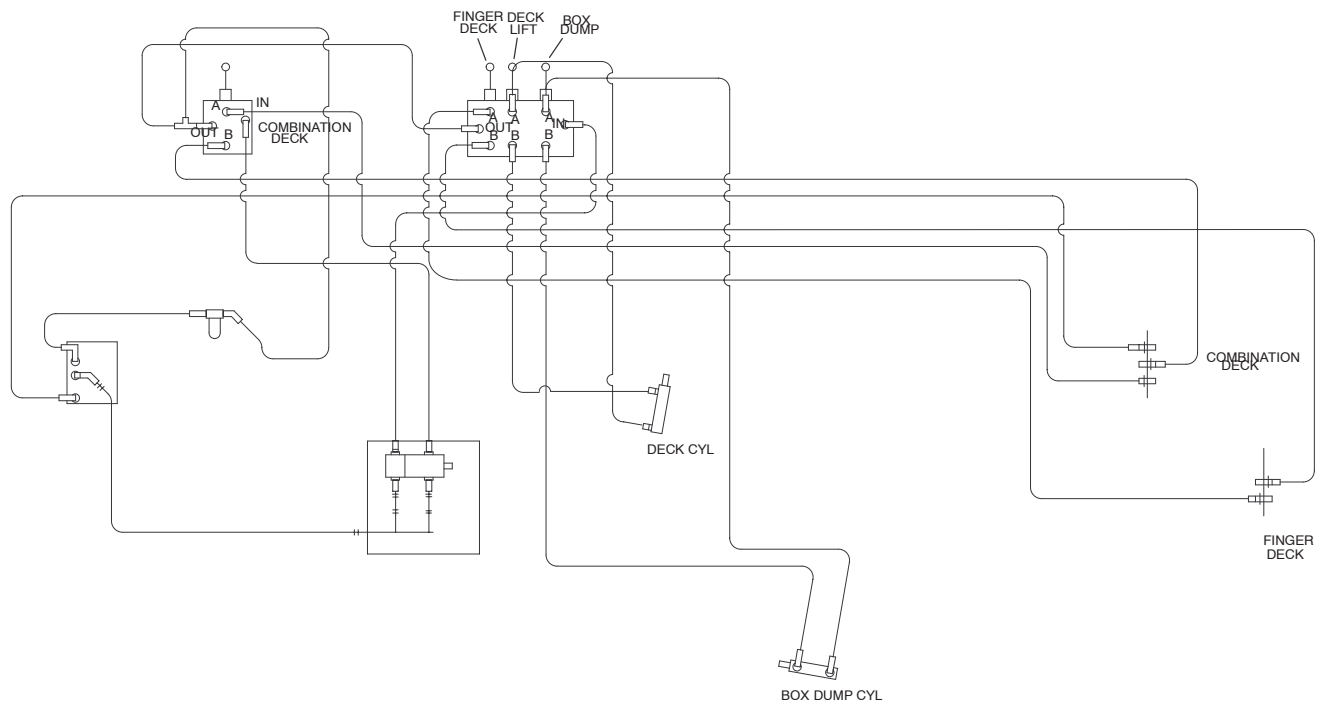 FINGER
DECK
DECK
LIFT
BOX
DUMP
A
IN
OUT
B
COMBINATION
DECK
A
A
A
IN
OUT
B
B
B
COMBINATION
DECK
DECK CYL
FINGER
DECK
BOX DUMP CYL